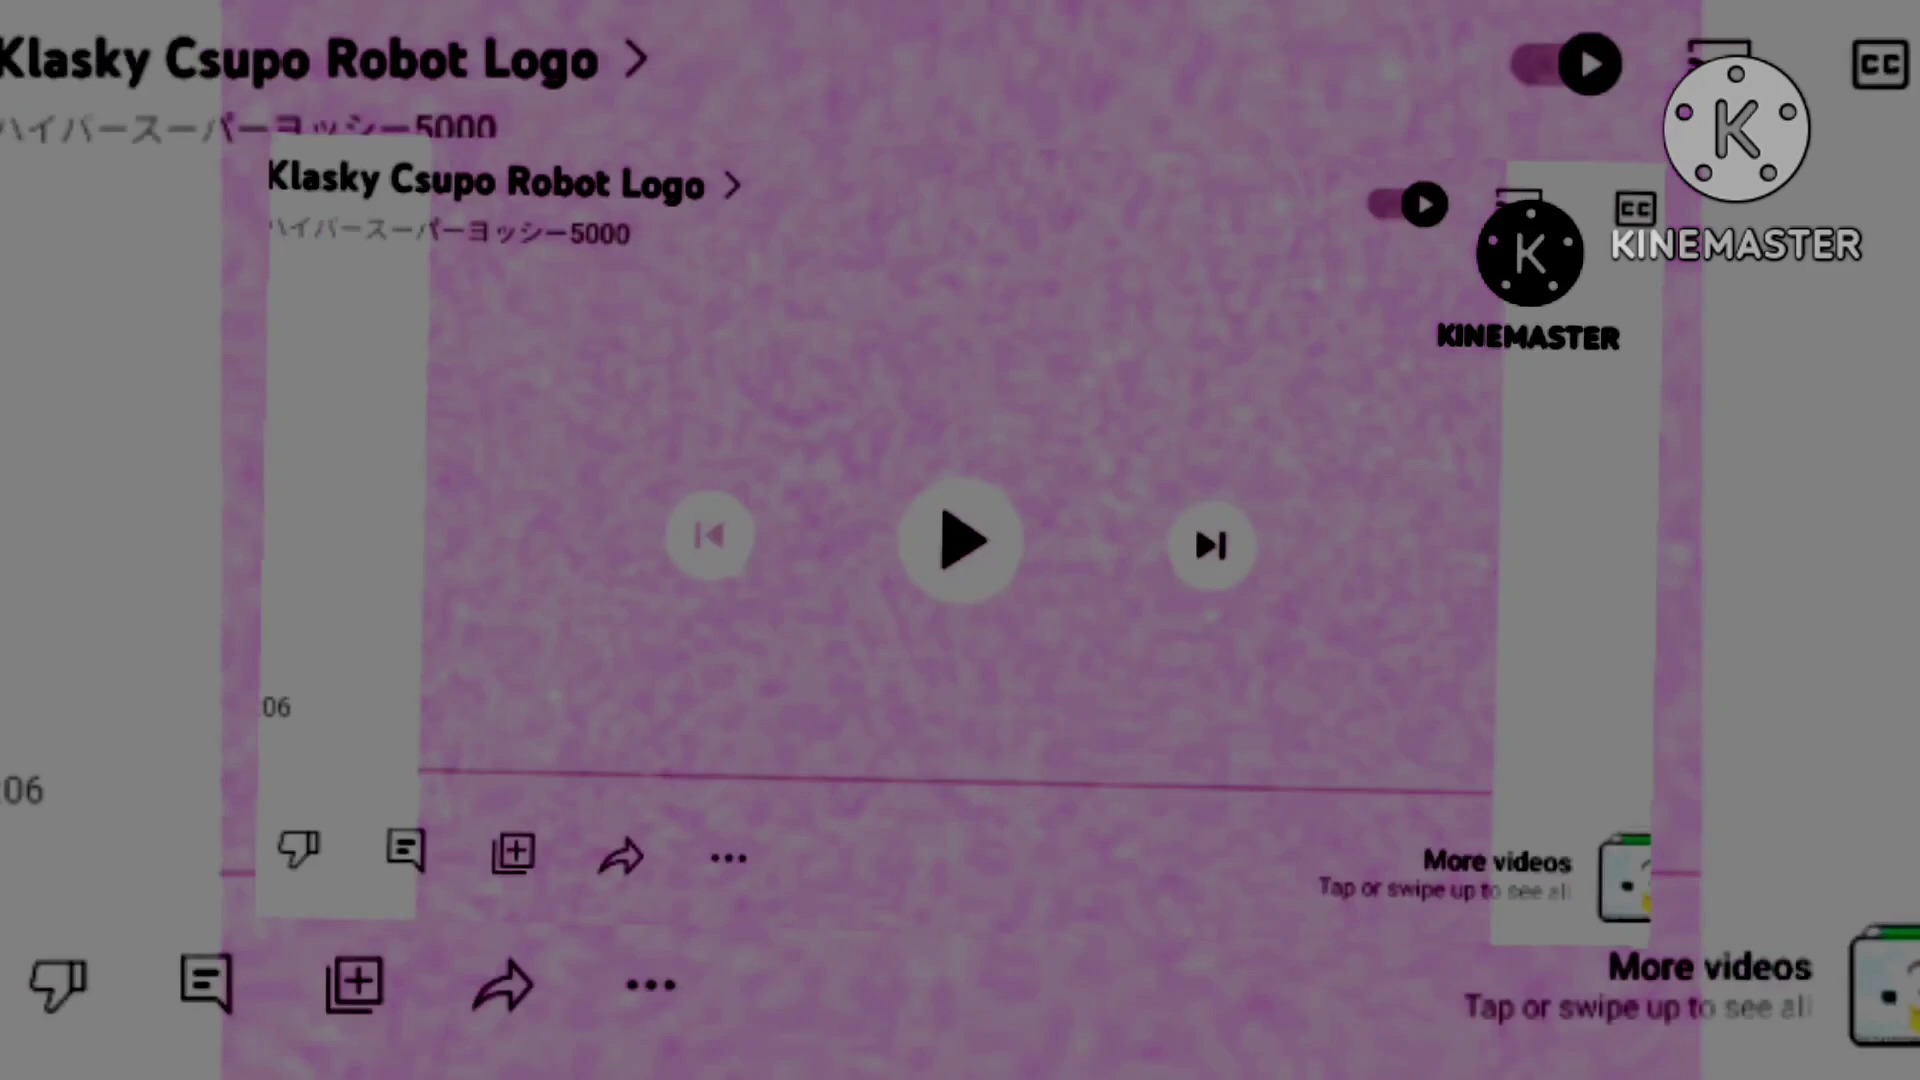 Klasky Csupo Robot Logo
CC
ハイパースーパーヨッシー5000
K
KINEMASTER
Klasky Csupo Robot Logo
CC
ハイパースーパーヨッシー5000
K
KINEMASTER
:06
:06
More videos
Tap or swipe up to see all
More videos
Tap or swipe up to see all